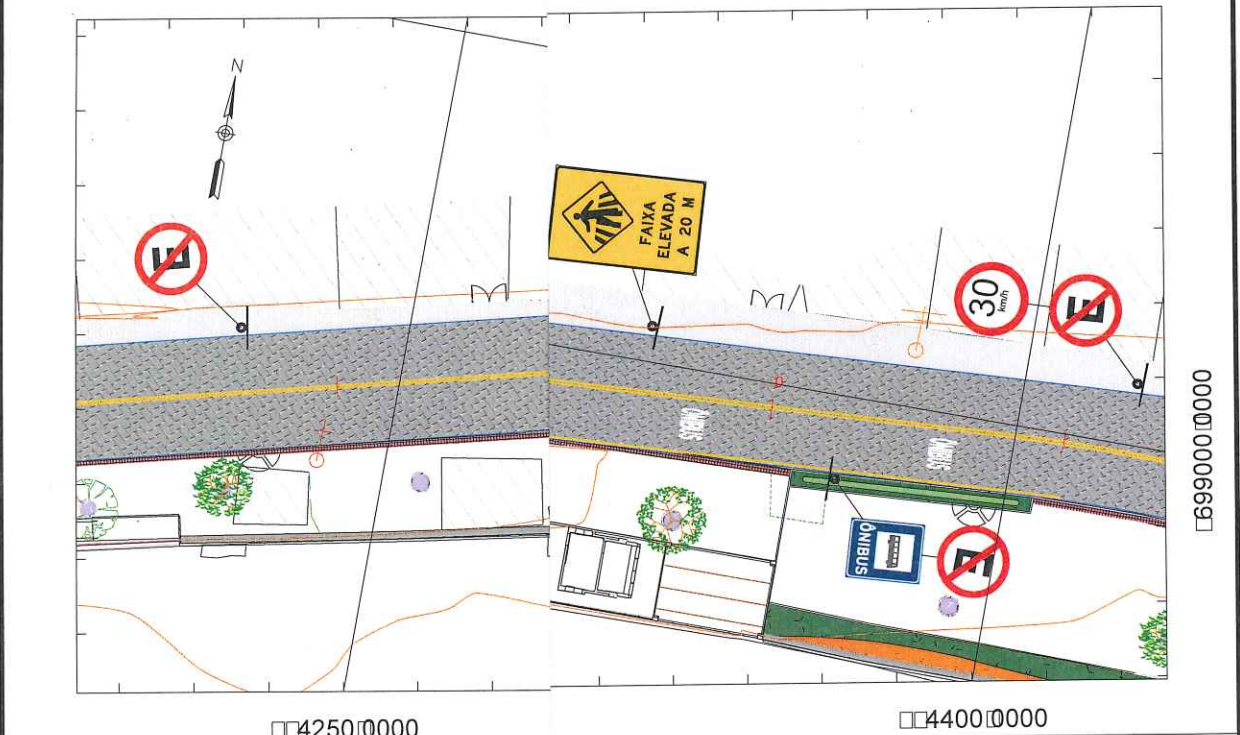 N
E
FAIXA
ELEVADA
A 20 M
30
km/h
E
ÔNIBUS
ÔNIBUS
ÔNIBUS
E
□6990000□0000
□□4250□0000
□□4400□0000